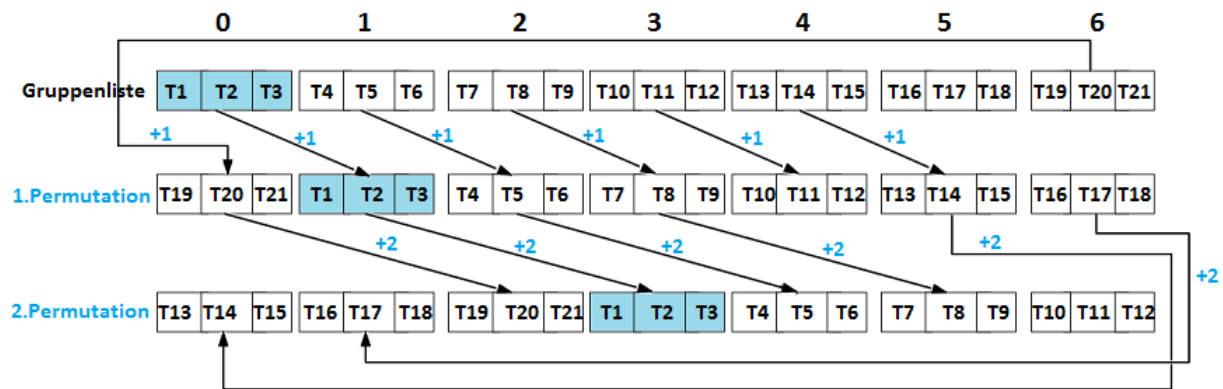 0 1 2 3 4 5 6
Gruppenliste T1 T2 T3 T4 T5 T6 T7 T8 T9 T10 T11 T12 T13 T14 T15 T16 T17 T18 T19 T20 T21
+1 +1 +1 +1 +1 +1
1.Permutation T19 T20 T21 T1 T2 T3 T4 T5 T6 T7 T8 T9 T10 T11 T12 T13 T14 T15 T16 T17 T18
+2 +2 +2 +2 +2 +2
2.Permutation T13 T14 T15 T16 T17 T18 T19 T20 T21 T1 T2 T3 T4 T5 T6 T7 T8 T9 T10 T11 T12